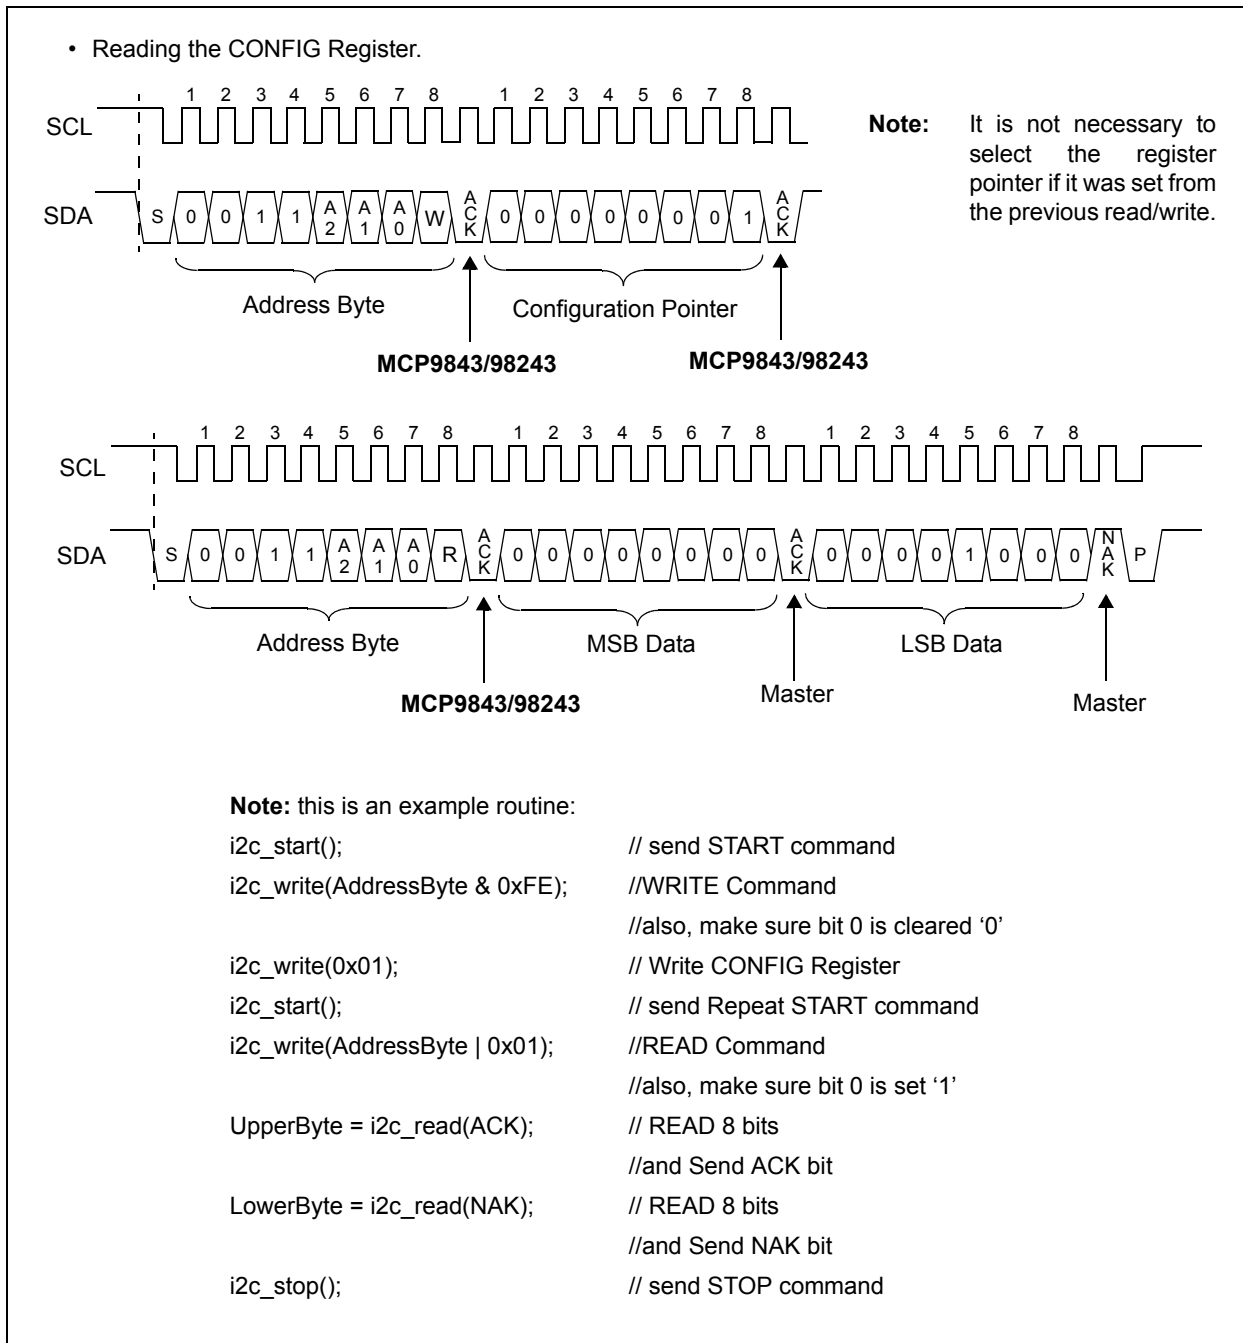 • Reading the CONFIG Register.
1 2 3 4 5 6 7 8 1 2 3 4 5 6 7 8
SCL
Note: It is not necessary to
select the register
pointer if it was set from
the previous read/write.
SDA
S 0 0 1 1 A2 A1 A0 W ACK 0 0 0 0 0 0 0 1 ACK
Address Byte
Configuration Pointer
MCP9843/98243
MCP9843/98243
1 2 3 4 5 6 7 8 1 2 3 4 5 6 7 8 1 2 3 4 5 6 7 8
SCL
SDA
S 0 0 1 1 A2 A1 A0 R ACK 0 0 0 0 0 0 0 0 ACK 0 0 0 0 1 0 0 0 NAK P
Address Byte
MSB Data
LSB Data
MCP9843/98243
Master
Master
Note: this is an example routine:
i2c_start(); // send START command
i2c_write(AddressByte & 0xFE); //WRITE Command
//also, make sure bit 0 is cleared ‘0’
i2c_write(0x01); // Write CONFIG Register
i2c_start(); // send Repeat START command
i2c_write(AddressByte | 0x01); //READ Command
//also, make sure bit 0 is set ‘1’
UpperByte = i2c_read(ACK); // READ 8 bits
//and Send ACK bit
LowerByte = i2c_read(NAK); // READ 8 bits
//and Send NAK bit
i2c_stop(); // send STOP command